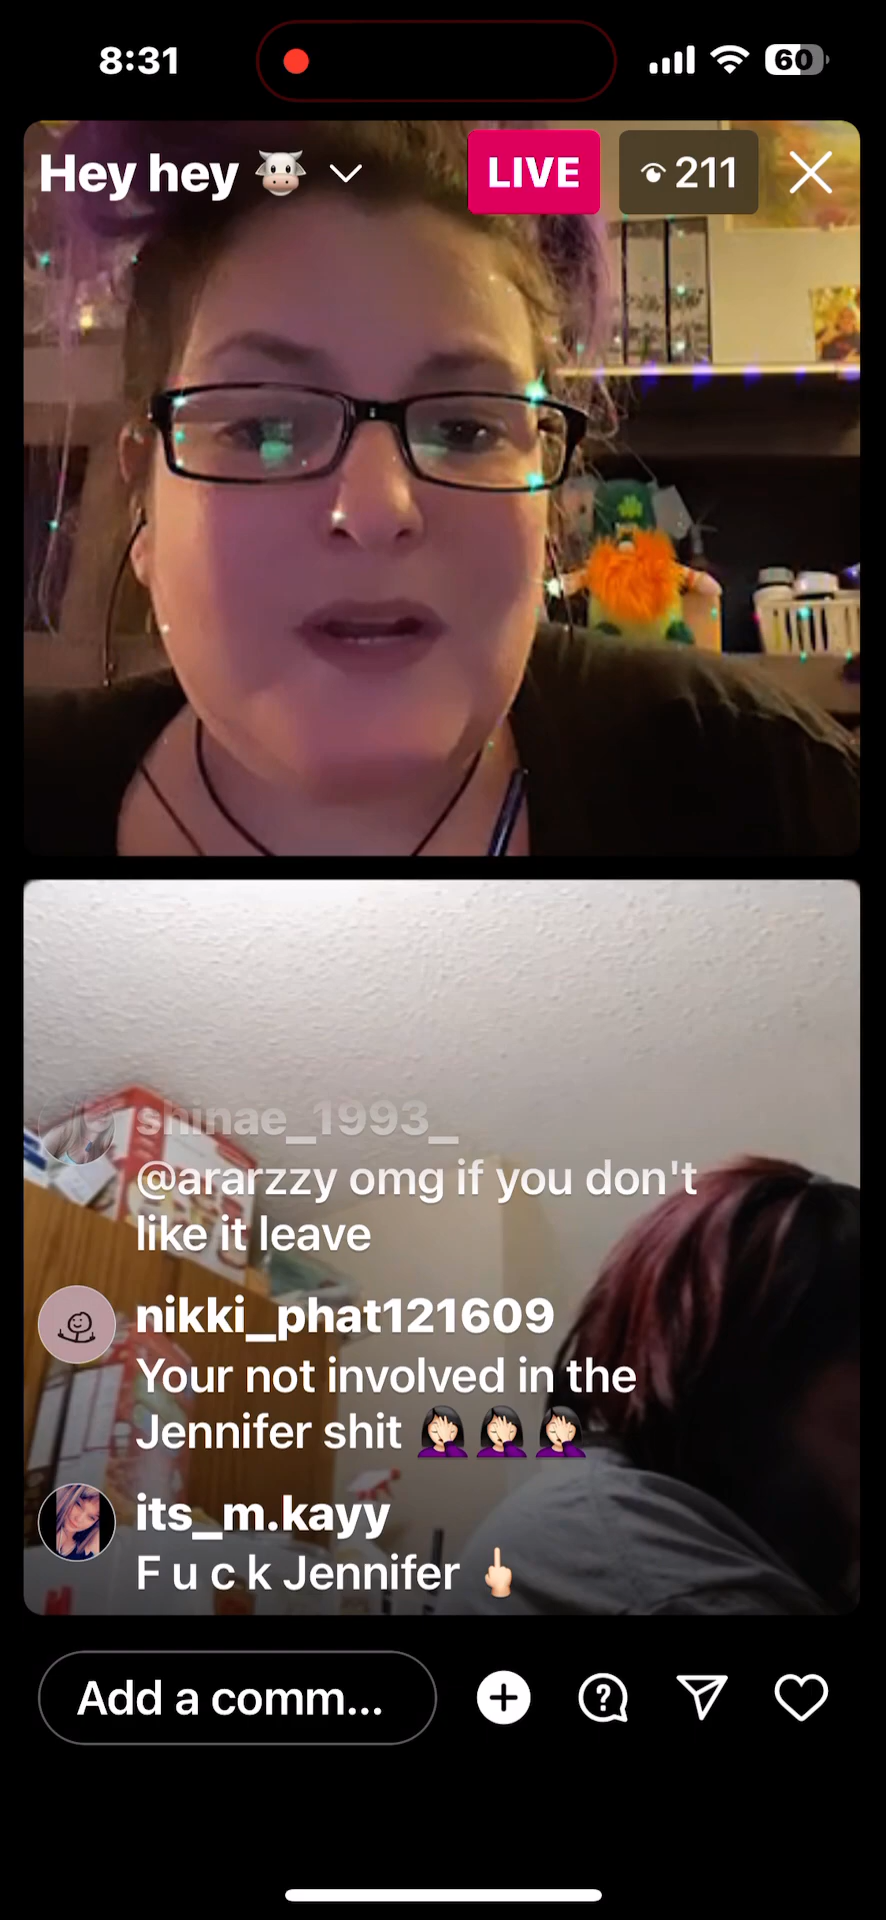 8:31
60
Hey hey 🐮
LIVE
211
shinae_1993_
@ararzzy omg if you don't
like it leave
nikki_phat121609
Your not involved in the
Jennifer shit 🤦🏻‍♀️🤦🏻‍♀️🤦🏻‍♀️
its_m.kayy
F u c k Jennifer 🖕🏻
Add a comm...